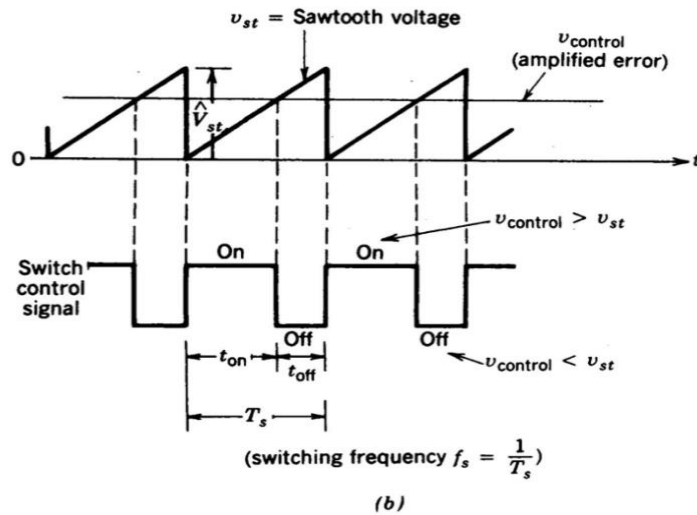 v_st = Sawtooth voltage
v_control
(amplified error)
V̂_st
0
t
v_control > v_st
On
On
Switch
control
signal
Off
Off
t_on
t_off
v_control < v_st
T_s
(switching frequency f_s = 1/T_s)
(b)